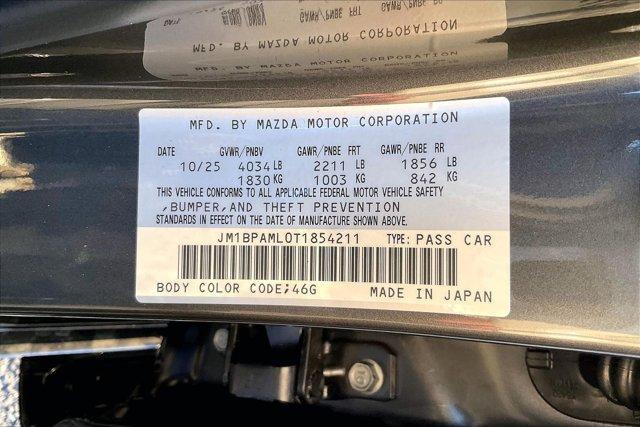 MFD. BY MAZDA MOTOR CORPORATION
DATE GVWR/PNBV GAWR/PNBE FRT GAWR/PNBE RR
10/25 4034 LB 2211 LB 1856 LB
1830 KG 1003 KG 842 KG
THIS VEHICLE CONFORMS TO ALL APPLICABLE FEDERAL MOTOR VEHICLE SAFETY
,BUMPER,AND THEFT PREVENTION
STANDARDS IN EFFECT ON THE DATE OF MANUFACTURE SHOWN ABOVE.
JM1BPAML0T1854211 TYPE: PASS CAR
BODY COLOR CODE;46G MADE IN JAPAN